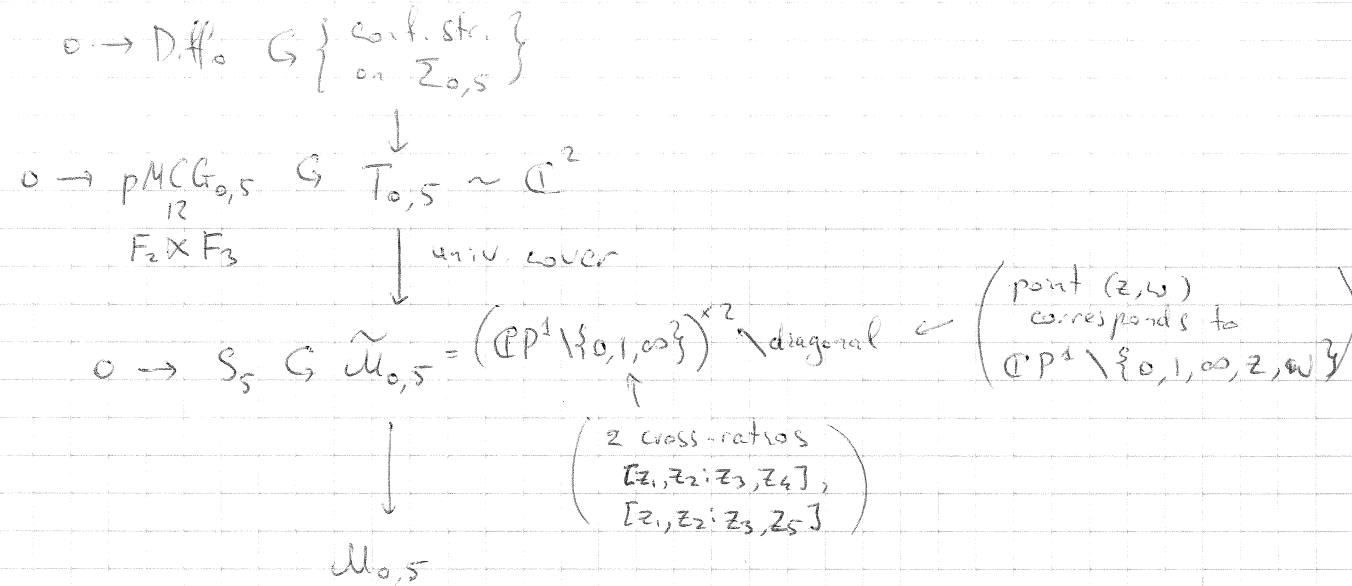 0 → Diff₀ ↻ { conf. str. on Σ₀,₅ }
↓
0 → pMCG₀,₅ ↻ T₀,₅ ~ ℂ²
≅
F₂ × F₃
↓ univ. cover
0 → S₅ ↻ M̃₀,₅ = (ℂP¹\{0,1,∞})^×2 \ diagonal ← ( point (z,w) corresponds to ℂP¹\{0,1,∞,z,w} )
↑
( 2 cross-ratios
[z₁,z₂:z₃,z₄],
[z₁,z₂:z₃,z₅] )
↓
M₀,₅